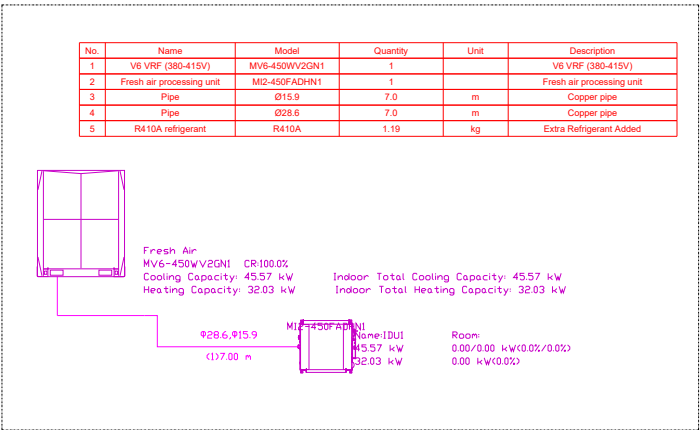 No. Name Model Quantity Unit Description
1 V6 VRF (380-415V) MV6-450WV2GN1 1 V6 VRF (380-415V)
2 Fresh air processing unit MI2-450FADHN1 1 Fresh air processing unit
3 Pipe Ø15.9 7.0 m Copper pipe
4 Pipe Ø28.6 7.0 m Copper pipe
5 R410A refrigerant R410A 1.19 kg Extra Refrigerant Added
Fresh Air
MV6-450WV2GN1 CR:100.0%
Cooling Capacity: 45.57 kW Indoor Total Cooling Capacity: 45.57 kW
Heating Capacity: 32.03 kW Indoor Total Heating Capacity: 32.03 kW
MI2-450FADHN1
Φ28.6,Φ15.9 Name:IDU1 Room:
(1)7.00 m 45.57 kW 0.00/0.00 kW(0.0%/0.0%)
32.03 kW 0.00 kW(0.0%)